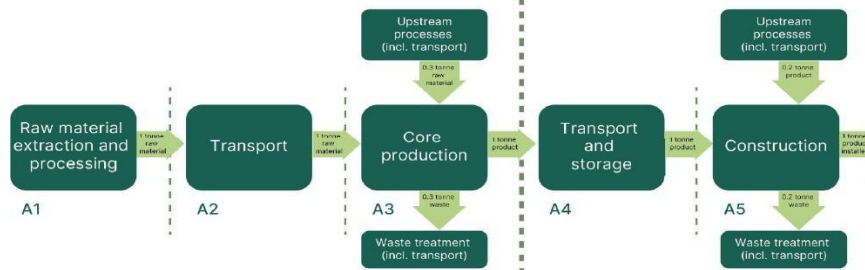 Upstream
processes
(incl. transport)
Upstream
processes
(incl. transport)
0.3 tonne
raw
material
0.2 tonne
product
Raw material
extraction and
processing
1 tonne
raw
material
Transport
1 tonne
raw
material
Core
production
1 tonne
product
Transport
and
storage
1 tonne
product
Construction
1 tonne
product
installe
A1
A2
A3
0.3 tonne
waste
A4
A5
0.2 tonne
waste
Waste treatment
(incl. transport)
Waste treatment
(incl. transport)